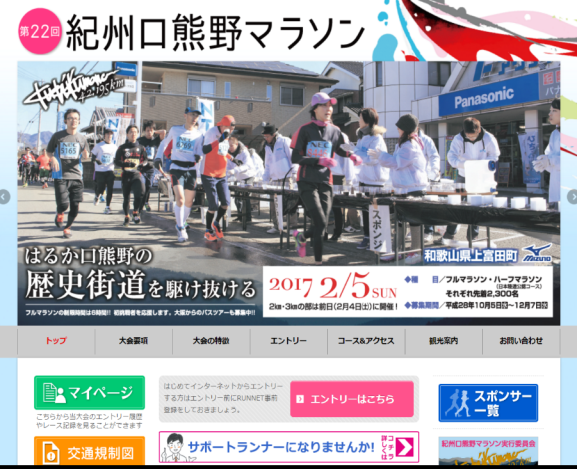 第22回
紀州口熊野マラソン
Kuchikumano
42.195km
Panasonic
スポンジ
はるか口熊野の
歴史街道を駆け抜ける
和歌山県上富田町
MIZUNO
2017 2/5 SUN
2㎞・3㎞の部は前日(2月4日㊏)に開催!
◆種 目/フルマラソン・ハーフマラソン
(日本陸連公認コース)
それぞれ先着2,300名
◆募集期間/平成28年10月5日㊌～12月7日㊌
フルマラソンの制限時間は6時間!! 初挑戦者を応援します。大阪からのバスツアーも募集中!!
トップ
大会要項
大会の特徴
エントリー
コース&アクセス
観光案内
お問い合わせ
マイページ
こちらから当大会のエントリー履歴
やレース記録を見ることができます
はじめてインターネットからエントリー
する方はエントリー前にRUNNET事前
登録をしておきましょう。
エントリーはこちら
スポンサー
一覧
交通規制図
サポートランナーになりませんか!
詳しくは
コチラ
紀州口熊野マラソン実行委員会